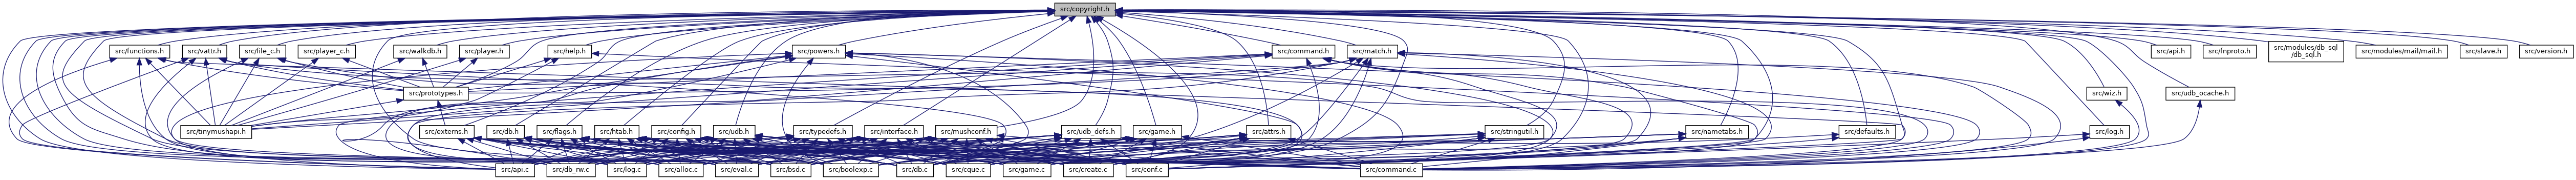 src/copyright.h
src/functions.h
src/vattr.h
src/file_c.h
src/player_c.h
src/walkdb.h
src/player.h
src/help.h
src/powers.h
src/command.h
src/match.h
src/api.h
src/fnproto.h
src/modules/db_sql
/db_sql.h
src/modules/mail/mail.h
src/slave.h
src/version.h
src/prototypes.h
src/wiz.h
src/udb_ocache.h
src/tinymushapi.h
src/externs.h
src/db.h
src/flags.h
src/htab.h
src/config.h
src/udb.h
src/typedefs.h
src/interface.h
src/mushconf.h
src/udb_defs.h
src/game.h
src/attrs.h
src/stringutil.h
src/nametabs.h
src/defaults.h
src/log.h
src/api.c
src/db_rw.c
src/log.c
src/alloc.c
src/eval.c
src/bsd.c
src/boolexp.c
src/db.c
src/cque.c
src/game.c
src/create.c
src/conf.c
src/command.c